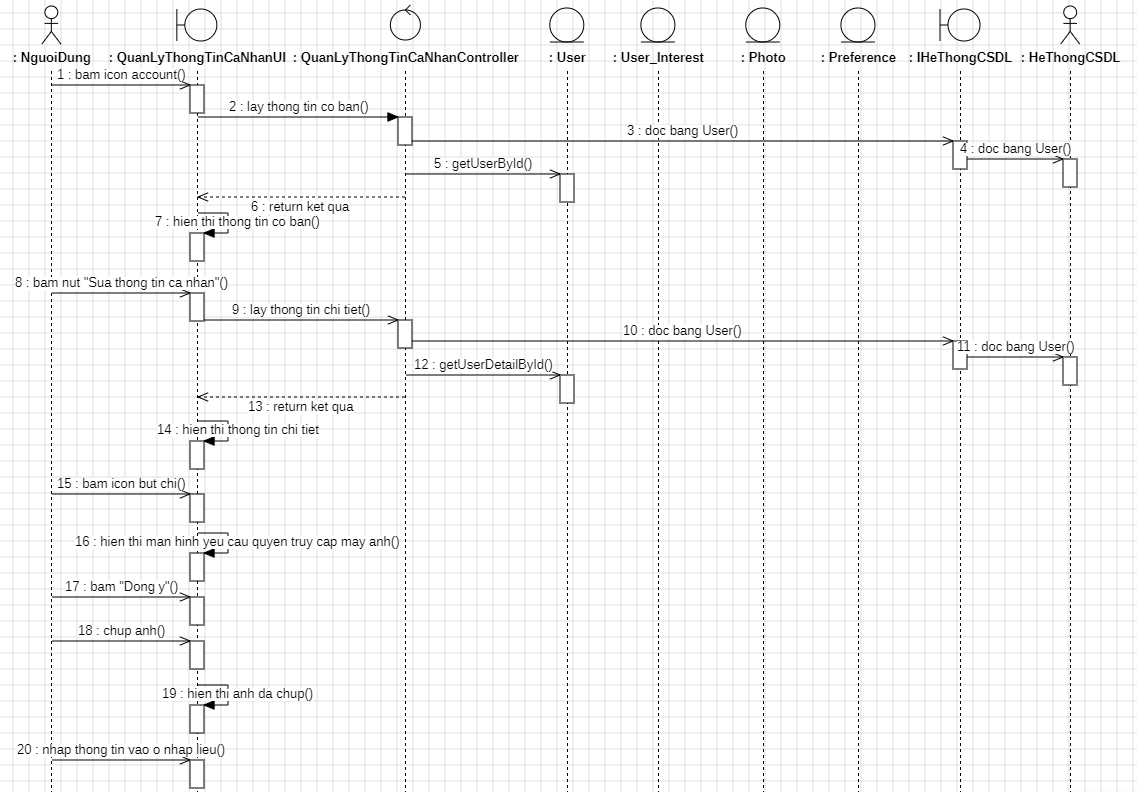 : NguoiDung : QuanLyThongTinCaNhanUI : QuanLyThongTinCaNhanController : User : User_Interest : Photo : Preference : IHeThongCSDL : HeThongCSDL
1 : bam icon account()
2 : lay thong tin co ban()
3 : doc bang User()
4 : doc bang User()
5 : getUserById()
6 : return ket qua
7 : hien thi thong tin co ban()
8 : bam nut "Sua thong tin ca nhan"()
9 : lay thong tin chi tiet()
10 : doc bang User()
11 : doc bang User()
12 : getUserDetailById()
13 : return ket qua
14 : hien thi thong tin chi tiet
15 : bam icon but chi()
16 : hien thi man hinh yeu cau quyen truy cap may anh()
17 : bam "Dong y"()
18 : chup anh()
19 : hien thi anh da chup()
20 : nhap thong tin vao o nhap lieu()